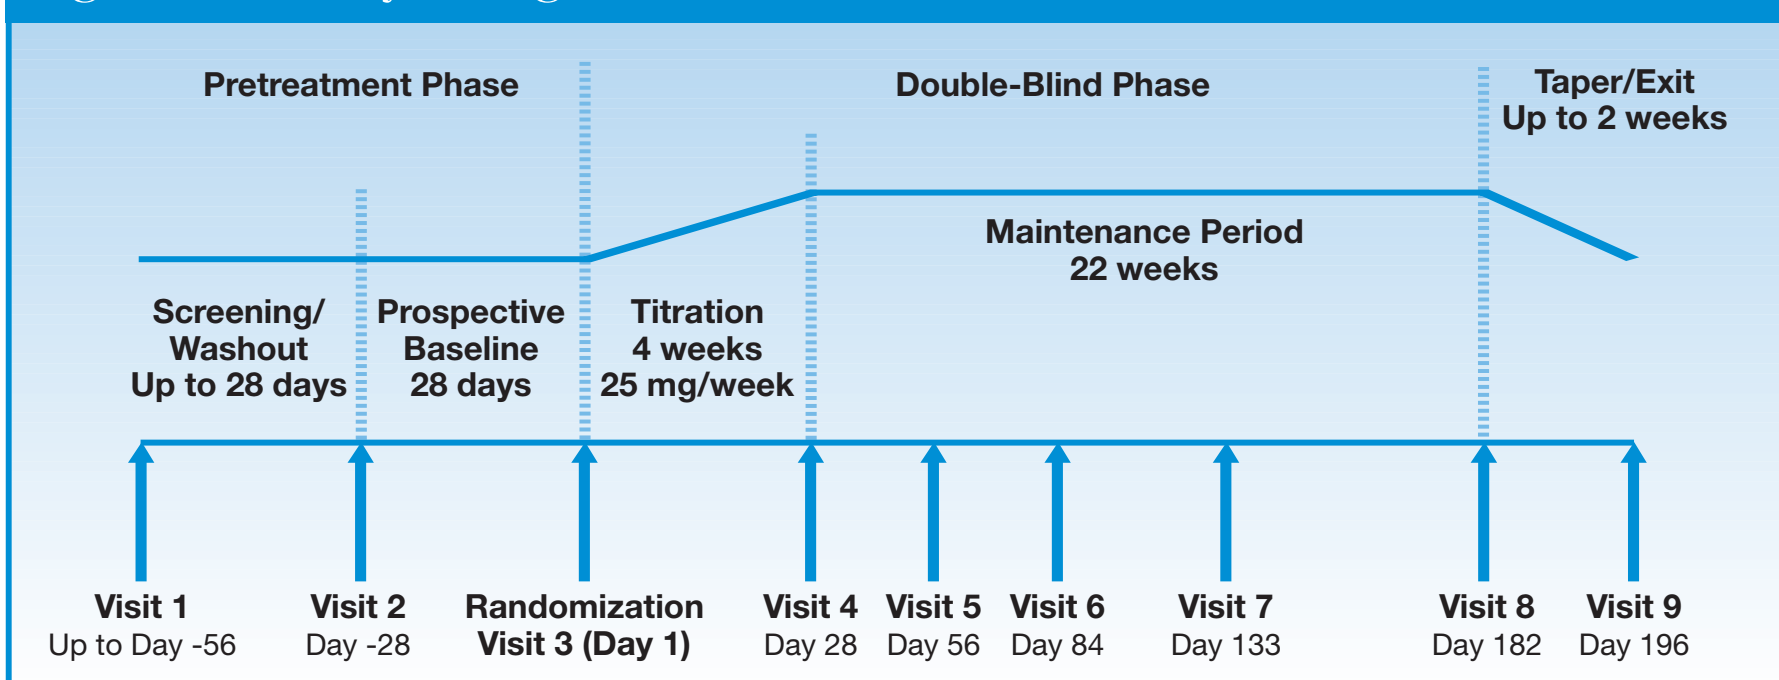 Pretreatment Phase
Double-Blind Phase
Taper/Exit
Up to 2 weeks
Maintenance Period
22 weeks
Screening/
Washout
Up to 28 days
Prospective
Baseline
28 days
Titration
4 weeks
25 mg/week
Visit 1
Up to Day -56
Visit 2
Day -28
Randomization
Visit 3 (Day 1)
Visit 4
Day 28
Visit 5
Day 56
Visit 6
Day 84
Visit 7
Day 133
Visit 8
Day 182
Visit 9
Day 196